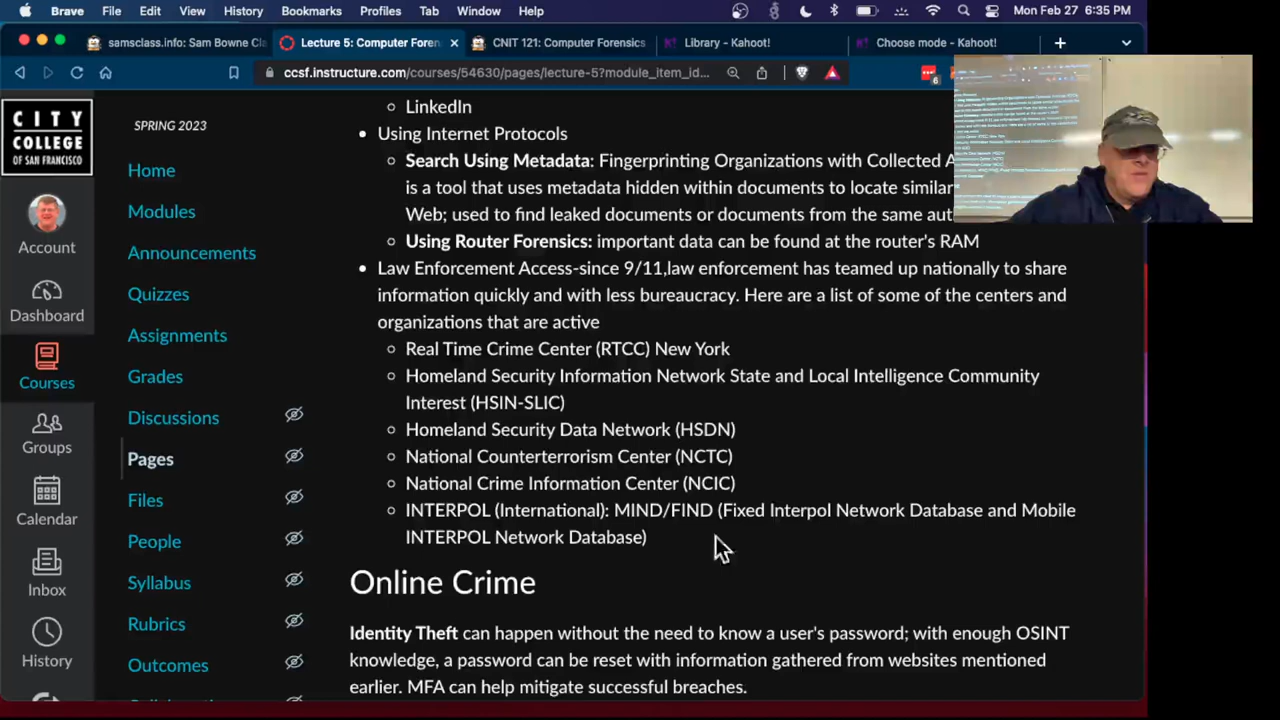 Brave File Edit View History Bookmarks Profiles Tab Window Help Mon Feb 27 6:35 PM
samsclass.info: Sam Bowne Cla Lecture 5: Computer Foren CNIT 121: Computer Forensics Library - Kahoot! Choose mode - Kahoot!
ccsf.instructure.com/courses/54630/pages/lecture-5?module_item_id... 6
CITY
COLLEGE
OF SAN FRANCISCO
Account
Dashboard
Courses
Groups
Calendar
Inbox
History
SPRING 2023
Home
Modules
Announcements
Quizzes
Assignments
Grades
Discussions
Pages
Files
People
Syllabus
Rubrics
Outcomes
LinkedIn
Using Internet Protocols
Search Using Metadata: Fingerprinting Organizations with Collected A
is a tool that uses metadata hidden within documents to locate similar
Web; used to find leaked documents or documents from the same aut
Using Router Forensics: important data can be found at the router's RAM
Law Enforcement Access-since 9/11,law enforcement has teamed up nationally to share
information quickly and with less bureaucracy. Here are a list of some of the centers and
organizations that are active
Real Time Crime Center (RTCC) New York
Homeland Security Information Network State and Local Intelligence Community
Interest (HSIN-SLIC)
Homeland Security Data Network (HSDN)
National Counterterrorism Center (NCTC)
National Crime Information Center (NCIC)
INTERPOL (International): MIND/FIND (Fixed Interpol Network Database and Mobile
INTERPOL Network Database)
Online Crime
Identity Theft can happen without the need to know a user's password; with enough OSINT
knowledge, a password can be reset with information gathered from websites mentioned
earlier. MFA can help mitigate successful breaches.